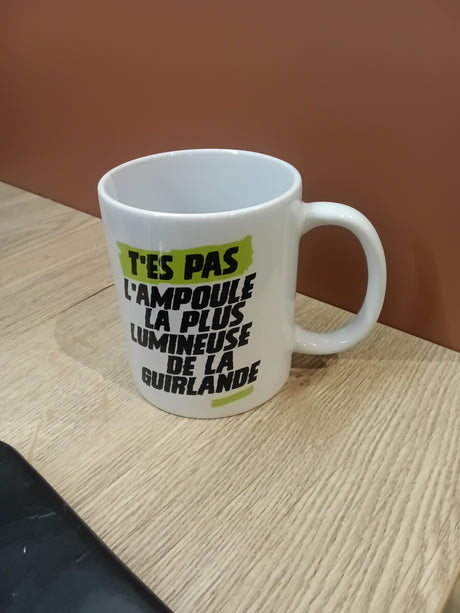 T'ES PAS
L'AMPOULE
LA PLUS
LUMINEUSE
DE LA
GUIRLANDE